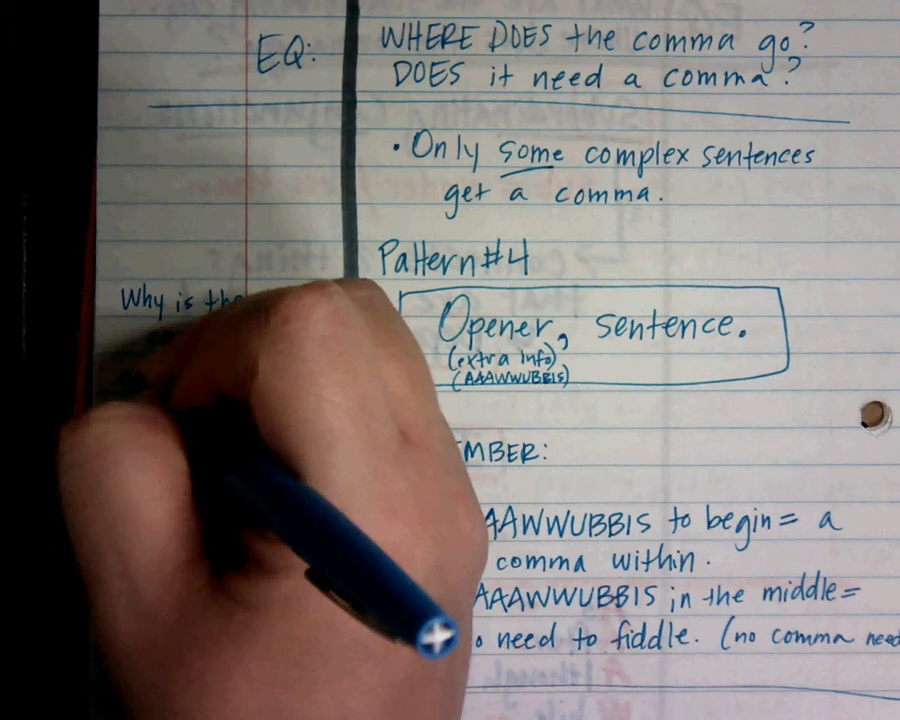 EQ: WHERE DOES the comma go?
DOES it need a comma?
• Only some complex sentences
get a comma.
Pattern #4
Why is
Opener, sentence.
(extra info)
(AAAWWUBBIS)
MBER:
AAWWUBBIS to begin = a
comma within.
AAAWWUBBIS in the middle =
need to fiddle. (no comma need